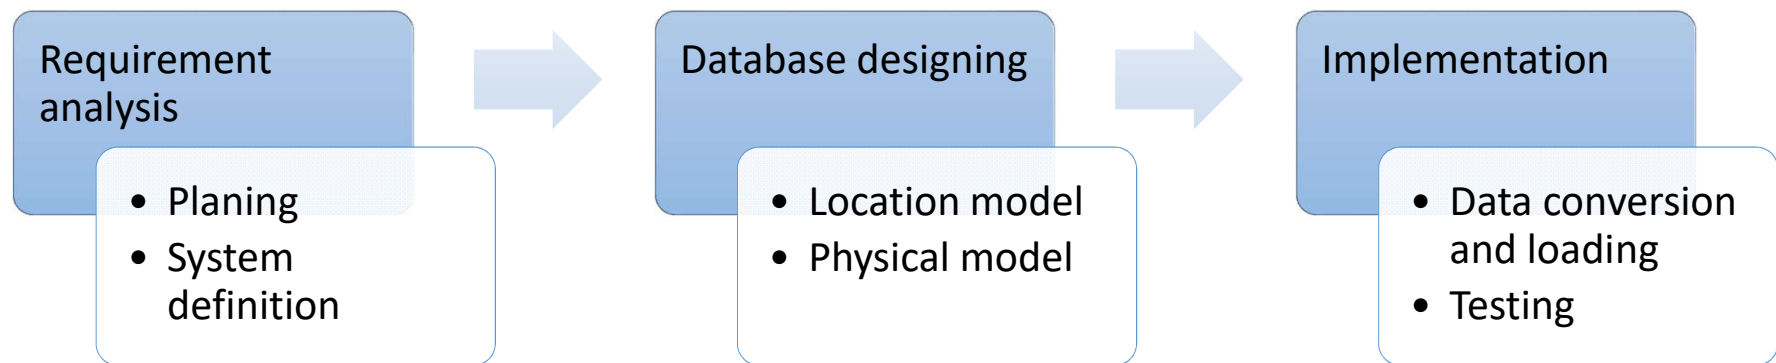 Requirement
analysis
• Planing
• System
definition
Database designing
• Location model
• Physical model
Implementation
• Data conversion
and loading
• Testing